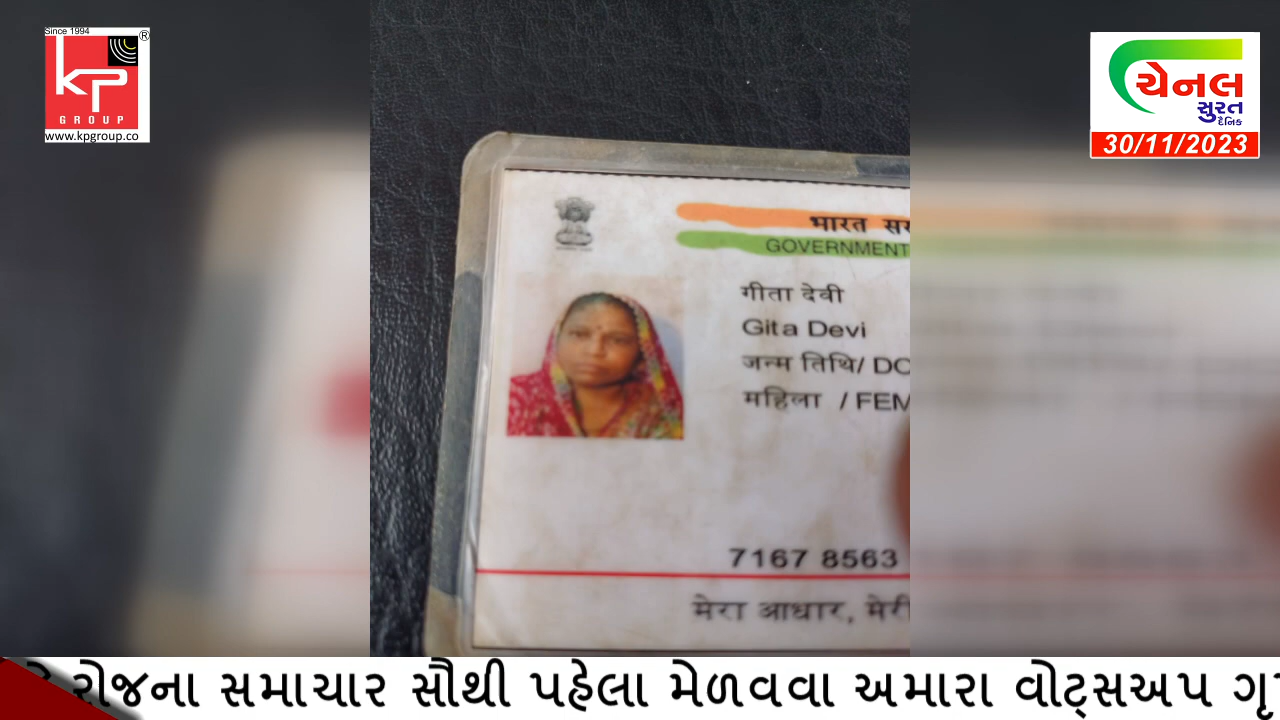 Since 1994
kp
®
GROUP
www.kpgroup.co
ચેનલ
સુરત
દૈનિક
30/11/2023
भारत
GOVERNMENT
गीता देवी
Gita Devi
जन्म तिथि/
महिला / FEM
7167 8563
मेरा आधार, मेरी
રોજના સમાચાર સૌથી પહેલા મેળવવા અમારા વોટ્સઅપ